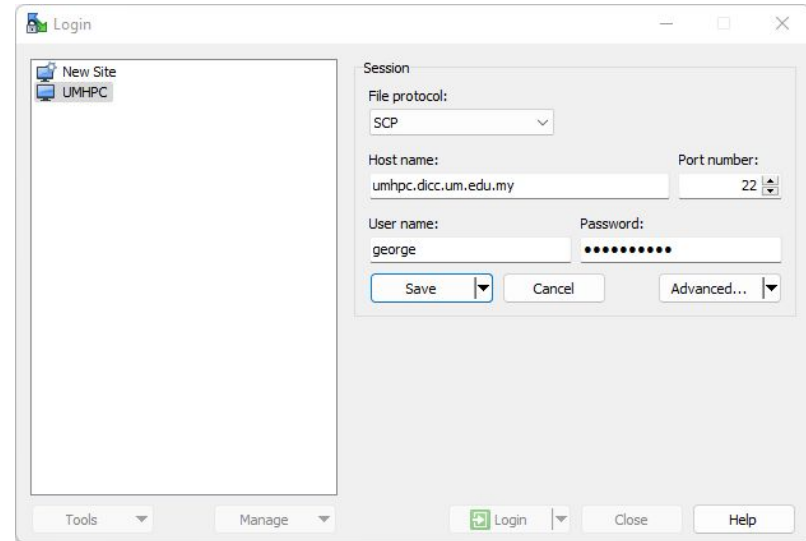 Login
New Site
UMHPC
Session
File protocol:
SCP
Host name:
Port number:
umhpc.dicc.um.edu.my
22
User name:
Password:
george
●●●●●●●●●●
Save
Cancel
Advanced...
Tools
Manage
Login
Close
Help